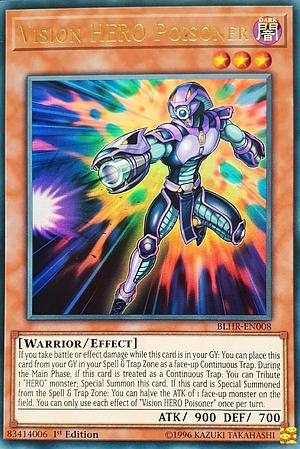 VISION HERO POISONER
DARK
闇
BLHR-EN008
[WARRIOR/EFFECT]
If you take battle or effect damage while this card is in your GY: You can place this
card from your GY in your Spell & Trap Zone as a face-up Continuous Trap. During
the Main Phase, if this card is treated as a Continuous Trap: You can Tribute
1 "HERO" monster; Special Summon this card. If this card is Special Summoned
from the Spell & Trap Zone: You can halve the ATK of 1 face-up monster on the
field. You can only use each effect of "Vision HERO Poisoner" once per turn.
ATK/ 900 DEF/ 700
83414006 1st Edition ©1996 KAZUKI TAKAHASHI